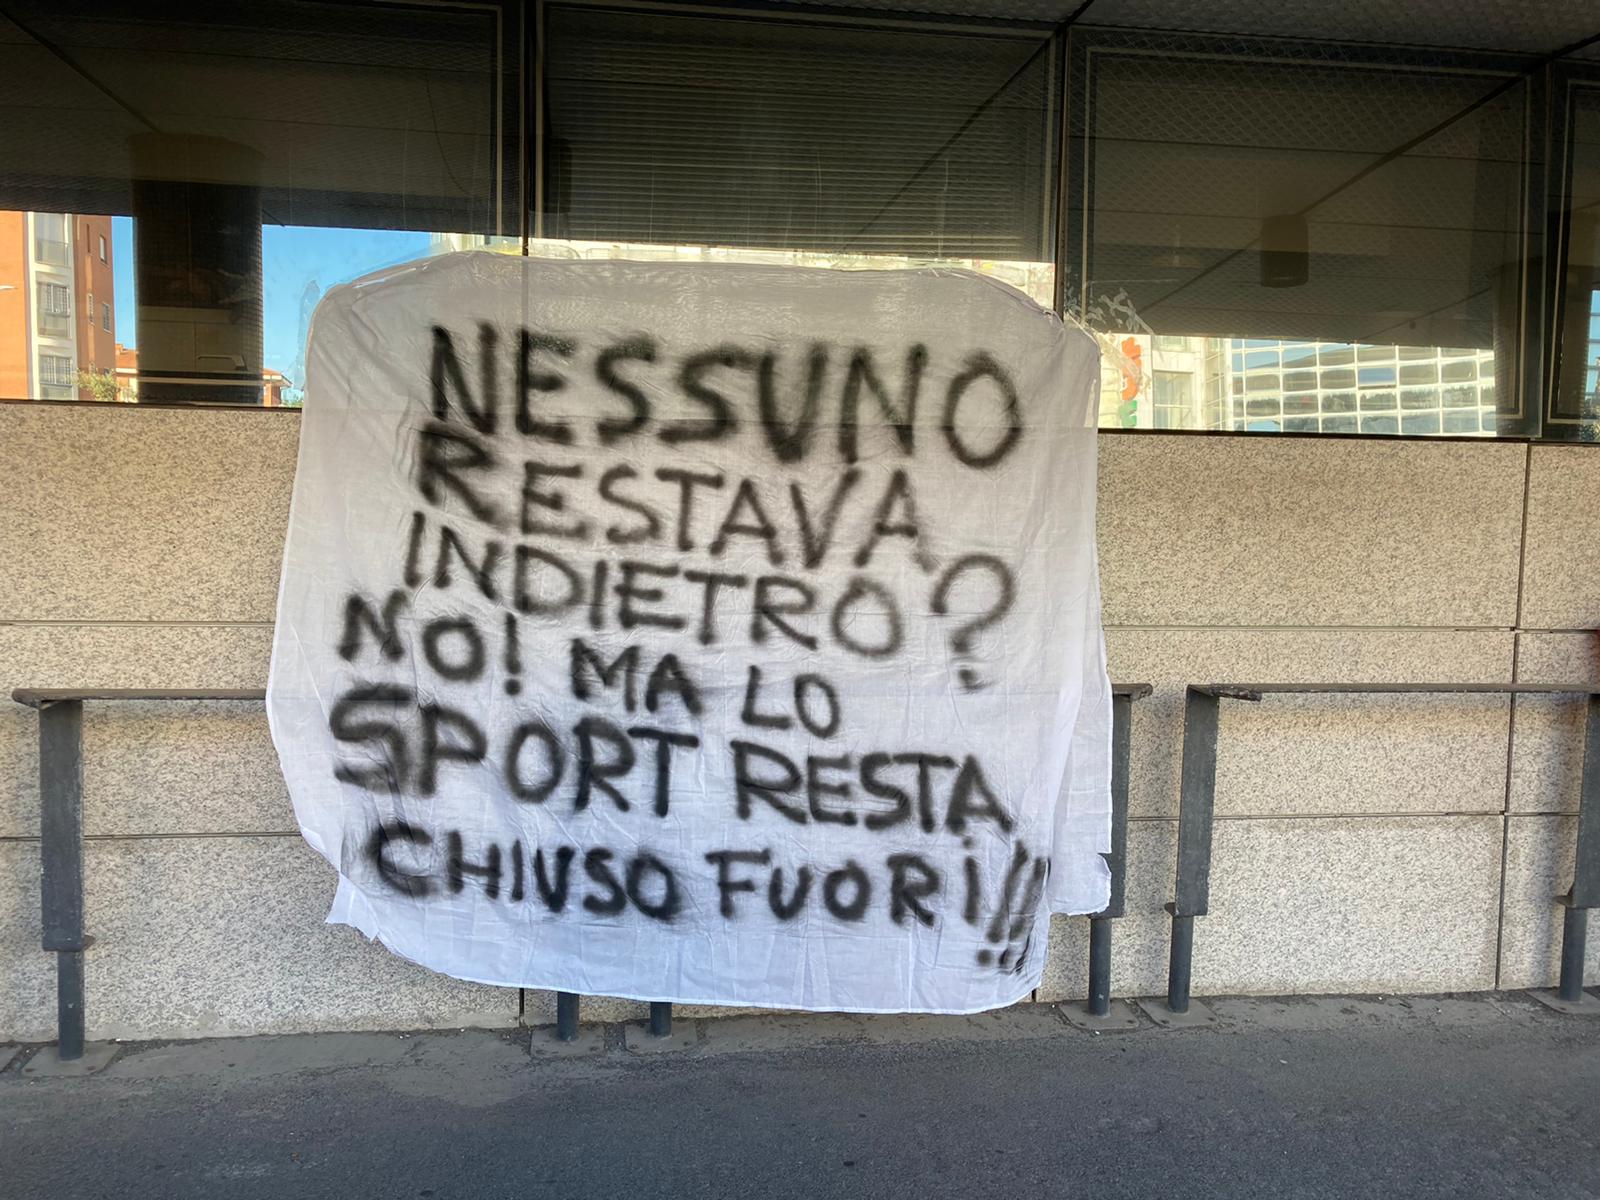 NESSUNO
RESTAVA
INDIETRO?
NO! MA LO
SPORT RESTA
CHIUSO FUORI!!